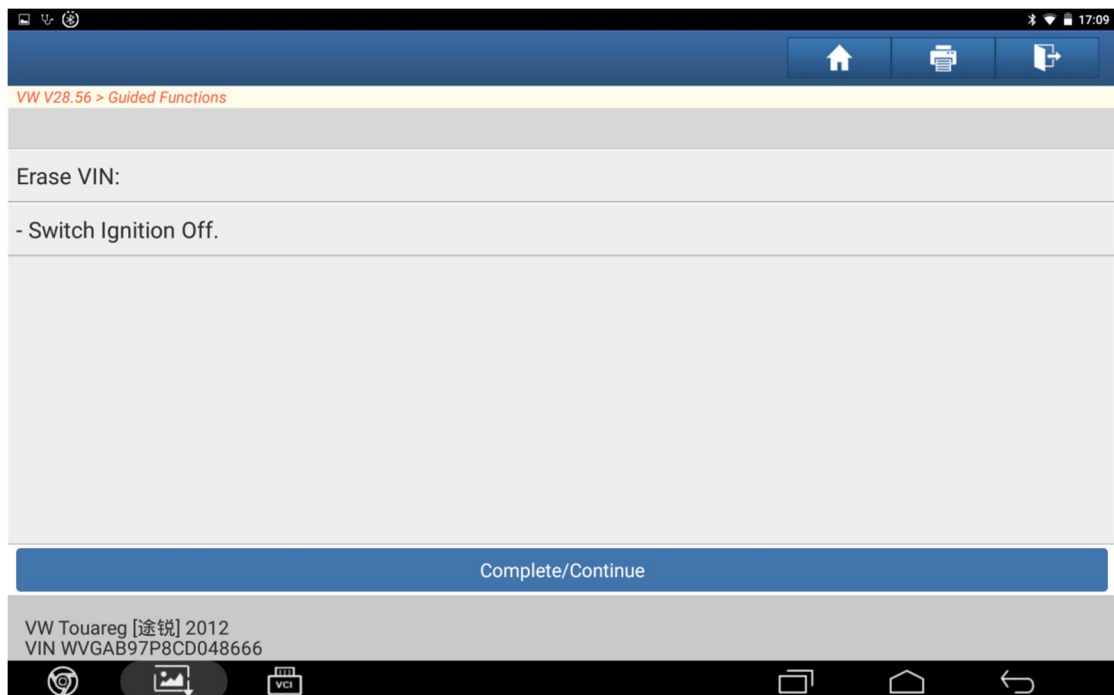 17:09
VW V28.56 > Guided Functions
Erase VIN:
- Switch Ignition Off.
Complete/Continue
VW Touareg [途锐] 2012
VIN WVGAB97P8CD048666
VCI